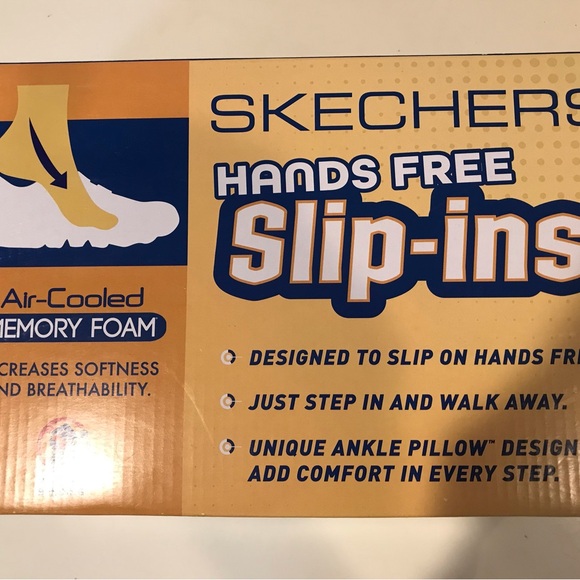 SKECHERS
HANDS FREE
Slip-ins
Air-Cooled
MEMORY FOAM
CREASES SOFTNESS
ND BREATHABILITY.
DESIGNED TO SLIP ON HANDS FRE
JUST STEP IN AND WALK AWAY.
UNIQUE ANKLE PILLOW™ DESIGN
ADD COMFORT IN EVERY STEP.